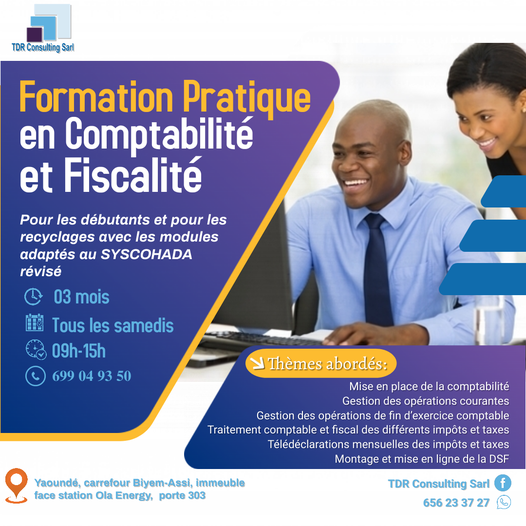 TDR Consulting Sarl
Formation Pratique
en Comptabilité
et Fiscalité
Pour les débutants et pour les
recyclages avec les modules
adaptés au SYSCOHADA
révisé
03 mois
Tous les samedis
09h-15h
699 04 93 50
Thèmes abordés:
Mise en place de la comptabilité
Gestion des opérations courantes
Gestion des opérations de fin d'exercice comptable
Traitement comptable et fiscal des différents impôts et taxes
Télédéclarations mensuelles des impôts et taxes
Montage et mise en ligne de la DSF
Yaoundé, carrefour Biyem-Assi, immeuble
face station Ola Energy, porte 303
TDR Consulting Sarl
656 23 37 27